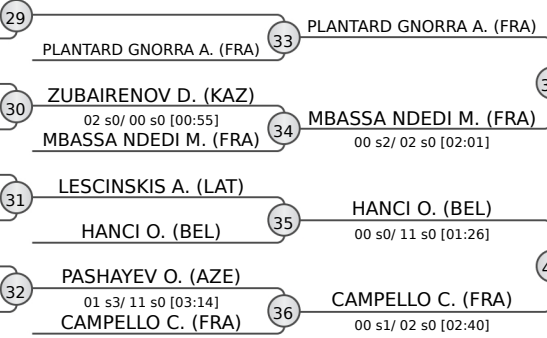 29
PLANTARD GNORRA A. (FRA)
33
PLANTARD GNORRA A. (FRA)
ZUBAIRENOV D. (KAZ)
30
02 s0/ 00 s0 [00:55]
MBASSA NDEDI M. (FRA)
34
MBASSA NDEDI M. (FRA)
00 s2/ 02 s0 [02:01]
LESCINSKIS A. (LAT)
31
HANCI O. (BEL)
35
HANCI O. (BEL)
00 s0/ 11 s0 [01:26]
PASHAYEV O. (AZE)
32
01 s3/ 11 s0 [03:14]
CAMPELLO C. (FRA)
36
CAMPELLO C. (FRA)
00 s1/ 02 s0 [02:40]